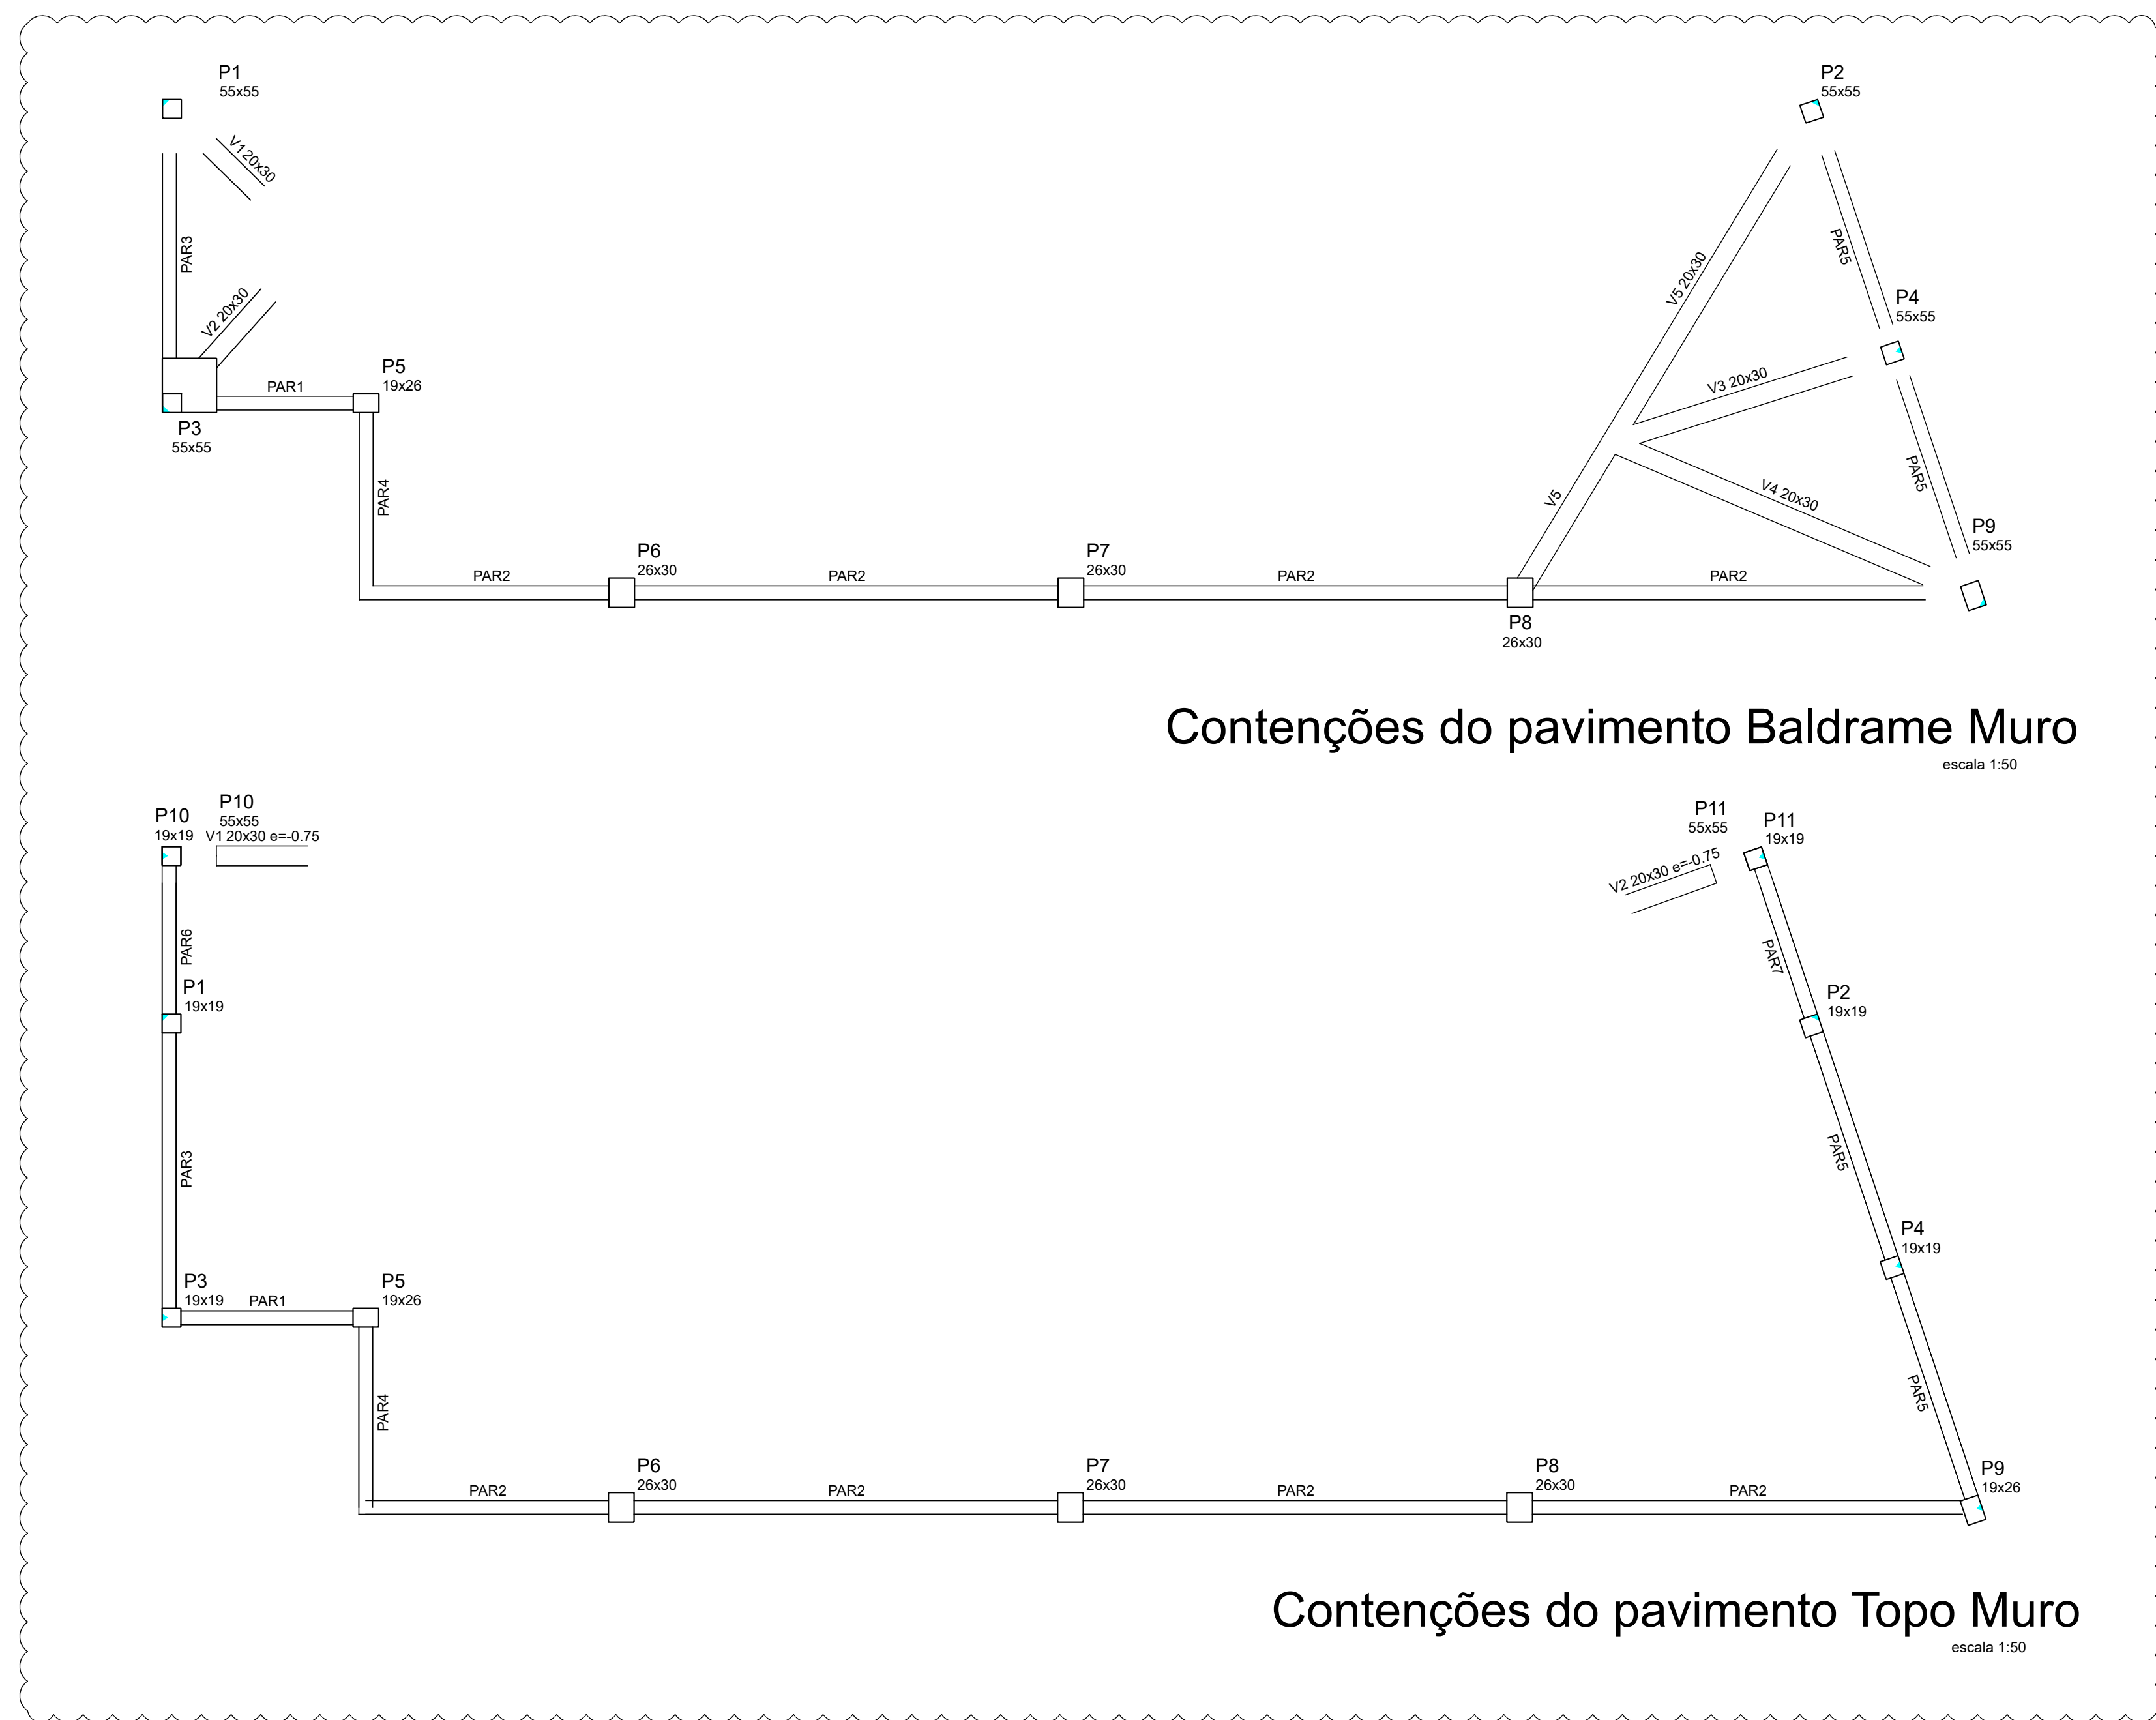 P1
55x55
P2
55x55
V1 20x30
PAR3
V5 20x30
PAR5
V2 20x30
P4
55x55
P5
19x26
PAR1
V3 20x30
P3
55x55
PAR4
V5
V4 20x30
PAR5
P9
55x55
P6
26x30
P7
26x30
PAR2
PAR2
PAR2
PAR2
P8
26x30
Contenções do pavimento Baldrame Muro
escala 1:50
P10
19x19
P10
55x55
V1 20x30 e=-0.75
P11
55x55
P11
19x19
V2 20x30 e=-0.75
PAR6
PAR7
P1
19x19
P2
19x19
PAR3
PAR5
P4
19x19
P3
19x19
PAR1
P5
19x26
PAR4
PAR5
P6
26x30
P7
26x30
P8
26x30
P9
19x26
PAR2
PAR2
PAR2
PAR2
Contenções do pavimento Topo Muro
escala 1:50